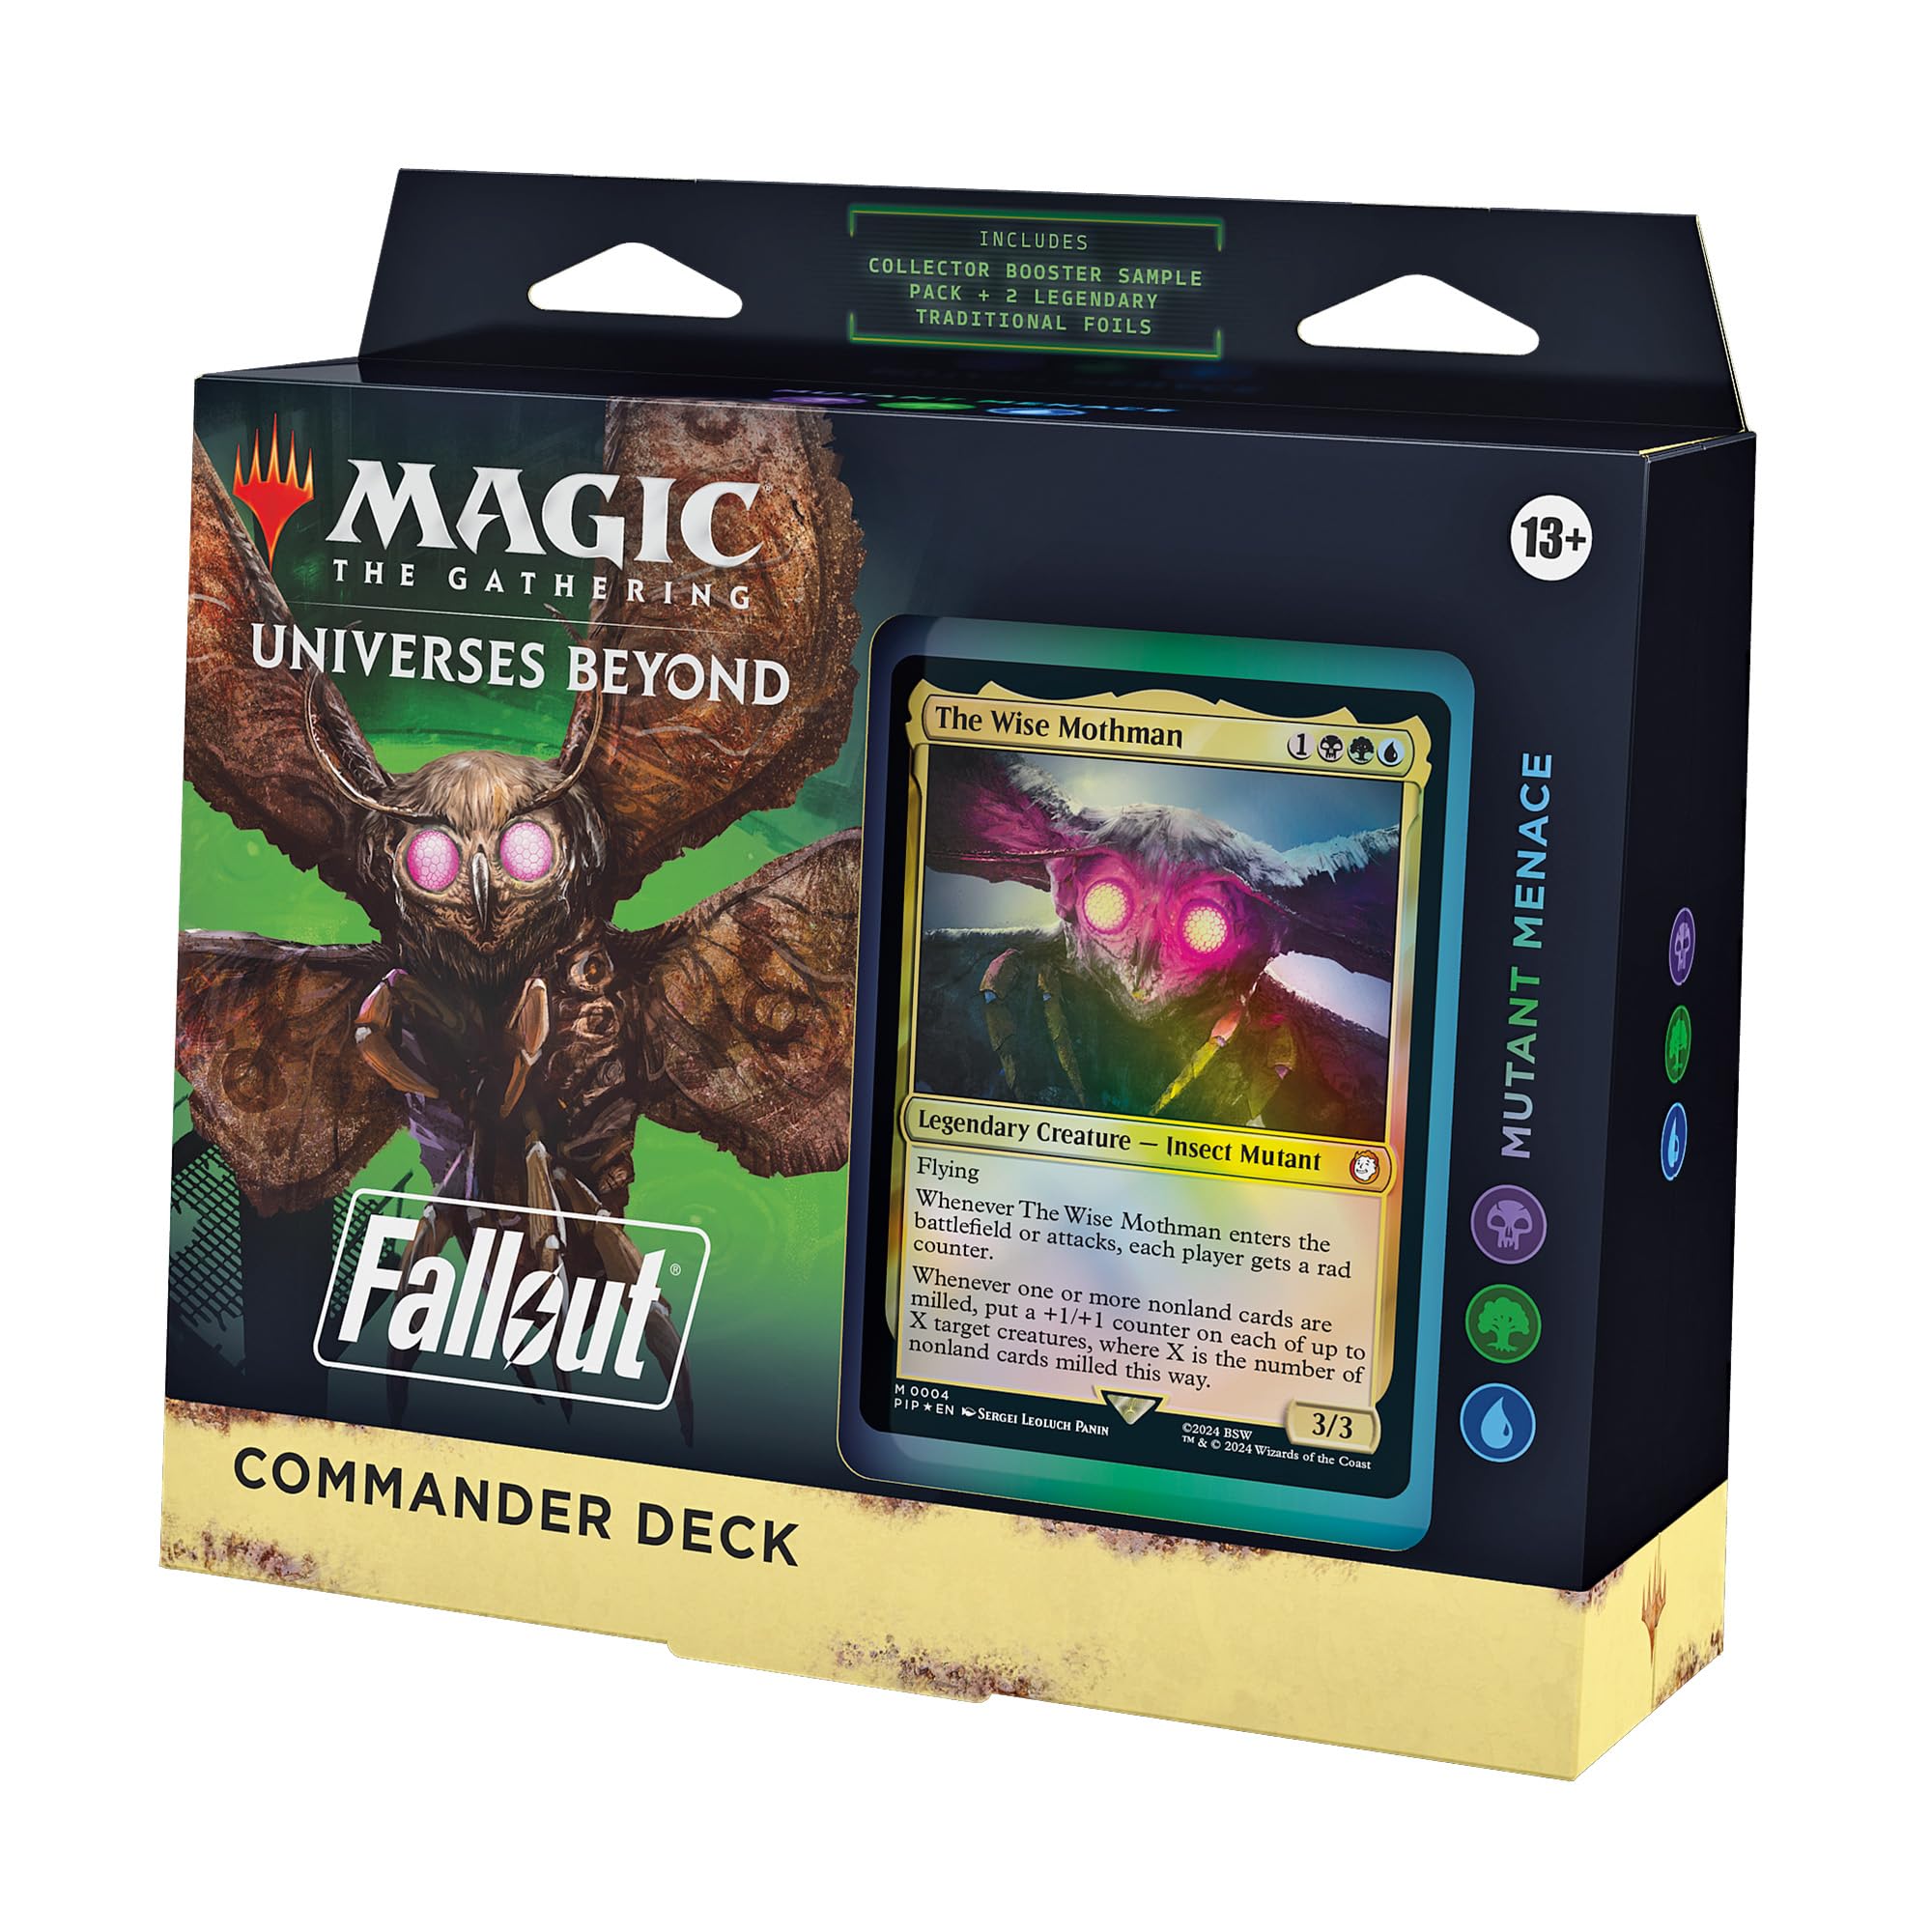 INCLUDES
COLLECTOR BOOSTER SAMPLE
PACK + 2 LEGENDARY
TRADITIONAL FOILS
MAGIC
THE GATHERING
UNIVERSES BEYOND
13+
The Wise Mothman 1
Legendary Creature — Insect Mutant
Flying
Whenever The Wise Mothman enters the
battlefield or attacks, each player gets a rad
counter.
Whenever one or more nonland cards are
milled, put a +1/+1 counter on each of up to
X target creatures, where X is the number of
nonland cards milled this way.
3/3
M 0004
PIP★EN Sergei Leoluch Panin
©2024 BSW
™ & © 2024 Wizards of the Coast
MUTANT MENACE
Fallout®
COMMANDER DECK